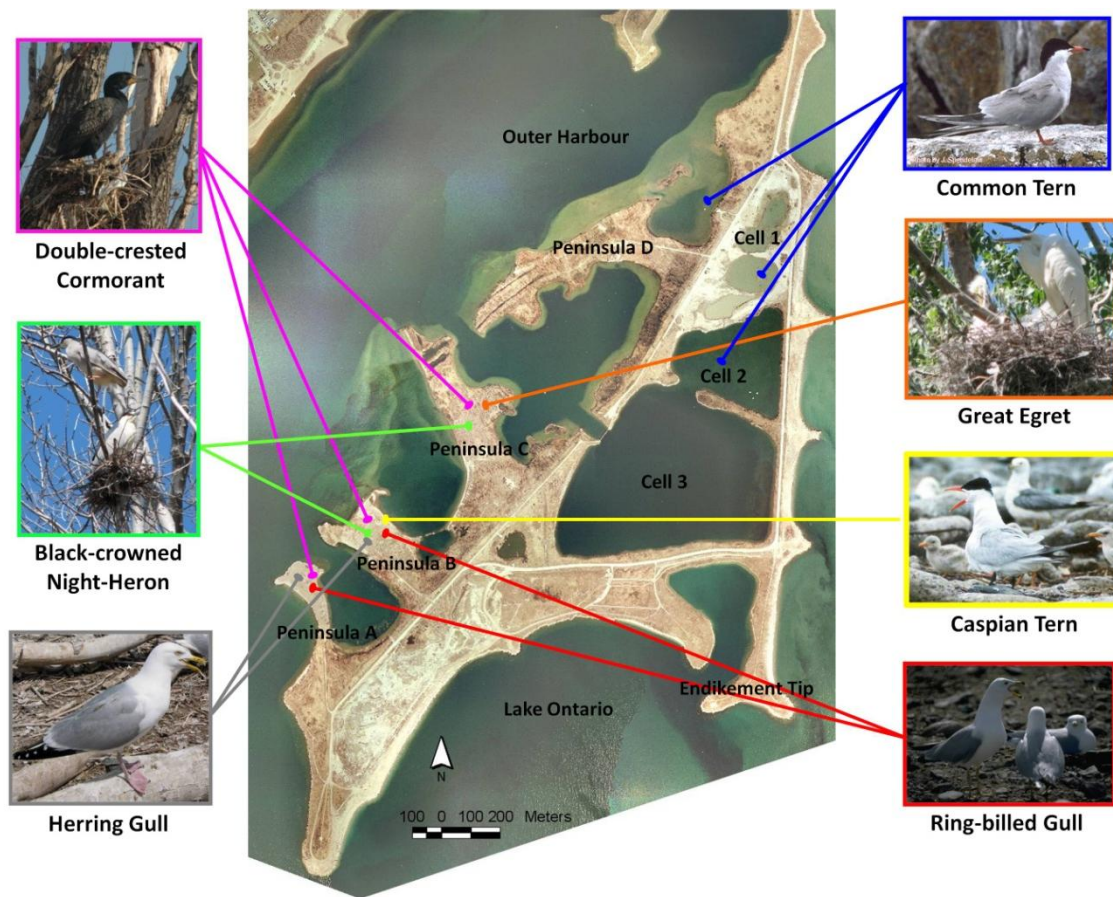 Outer Harbour
Double-crested
Cormorant
Common Tern
Peninsula D
Cell 1
Cell 2
Great Egret
Peninsula C
Cell 3
Black-crowned
Night-Heron
Peninsula B
Peninsula A
Caspian Tern
Endikement Tip
Lake Ontario
N
100 0 100 200 Meters
Herring Gull
Ring-billed Gull